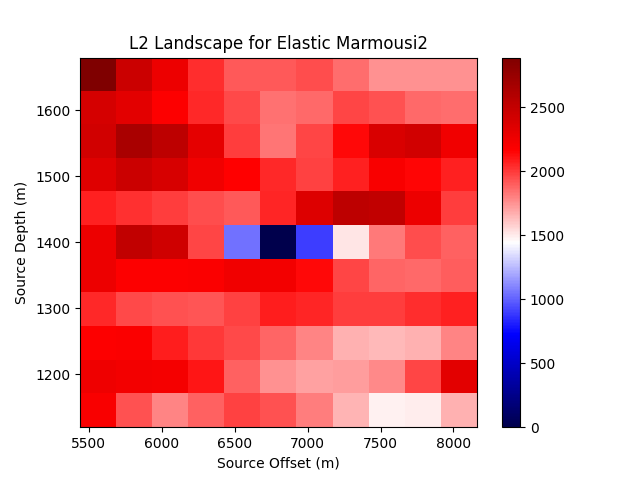 L2 Landscape for Elastic Marmousi2
Source Depth (m)
1600
1500
1400
1300
1200
5500 6000 6500 7000 7500 8000
Source Offset (m)
2500
2000
1500
1000
500
0